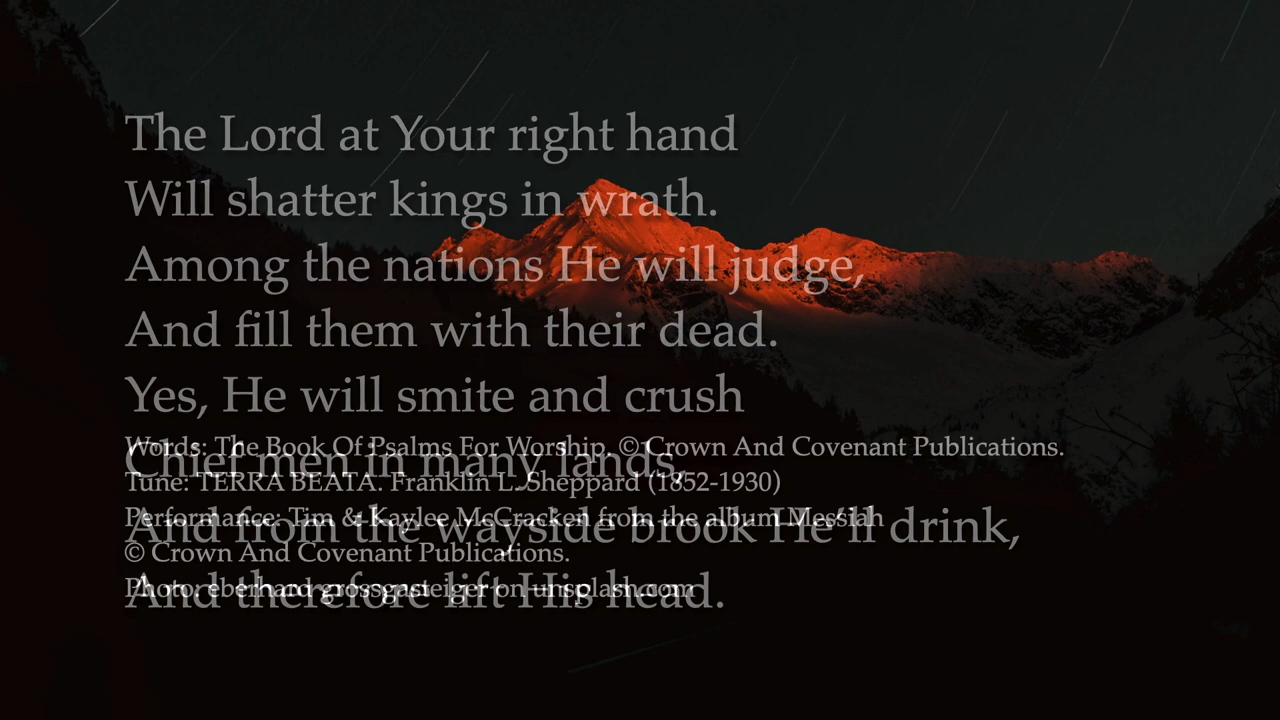 The Lord at Your right hand
Will shatter kings in wrath.
Among the nations He will judge,
And fill them with their dead.
Yes, He will smite and crush
Chief men in many lands,
And from the wayside brook He'll drink,
And therefore lift His head.
Words: The Book Of Psalms For Worship. © Crown And Covenant Publications.
Tune: TERRA BEATA. Franklin L. Sheppard (1852-1930)
Performance: Tim & Kaylee McCracken from the album Messiah
© Crown And Covenant Publications.
Photo: eberhard grossgasteiger on unsplash.com